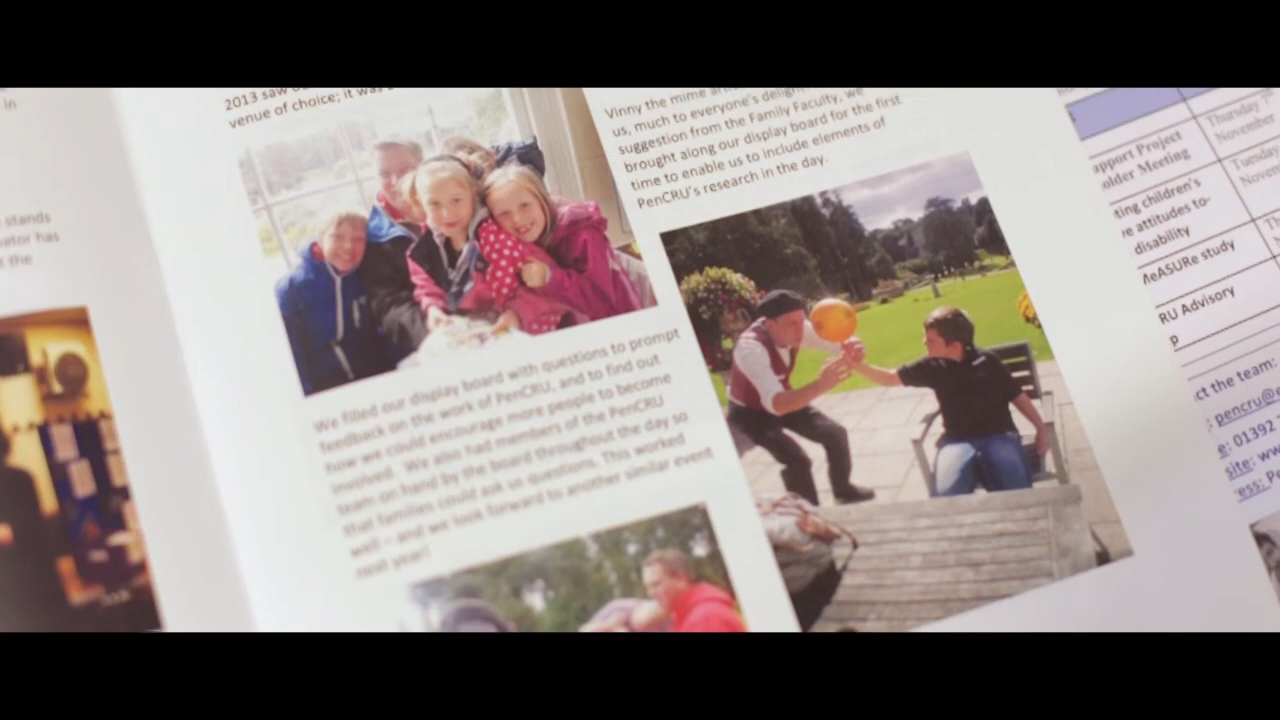 in
stands
ator has
t the
2013 saw
venue of choice; it was
We filled our display board with questions to prompt
feedback on the work of PenCRU, and to find out
how we could encourage more people to become
involved. We also had members of the PenCRU
team on hand by the board throughout the day so
that families could ask us questions. This worked
well – and we look forward to another similar event
next year!
Vinny the mime
us, much to everyone's delight
suggestion from the Family Faculty, we
brought along our display board for the first
time to enable us to include elements of
PenCRU's research in the day.
Thursday 7
November
upport Project
older Meeting
Tuesday
Novem
ting children's
ve attitudes to-
disability
MeASURe study
RU Advisory
p
ct the team:
: pencru@
e: 01392
site: ww
ress: P